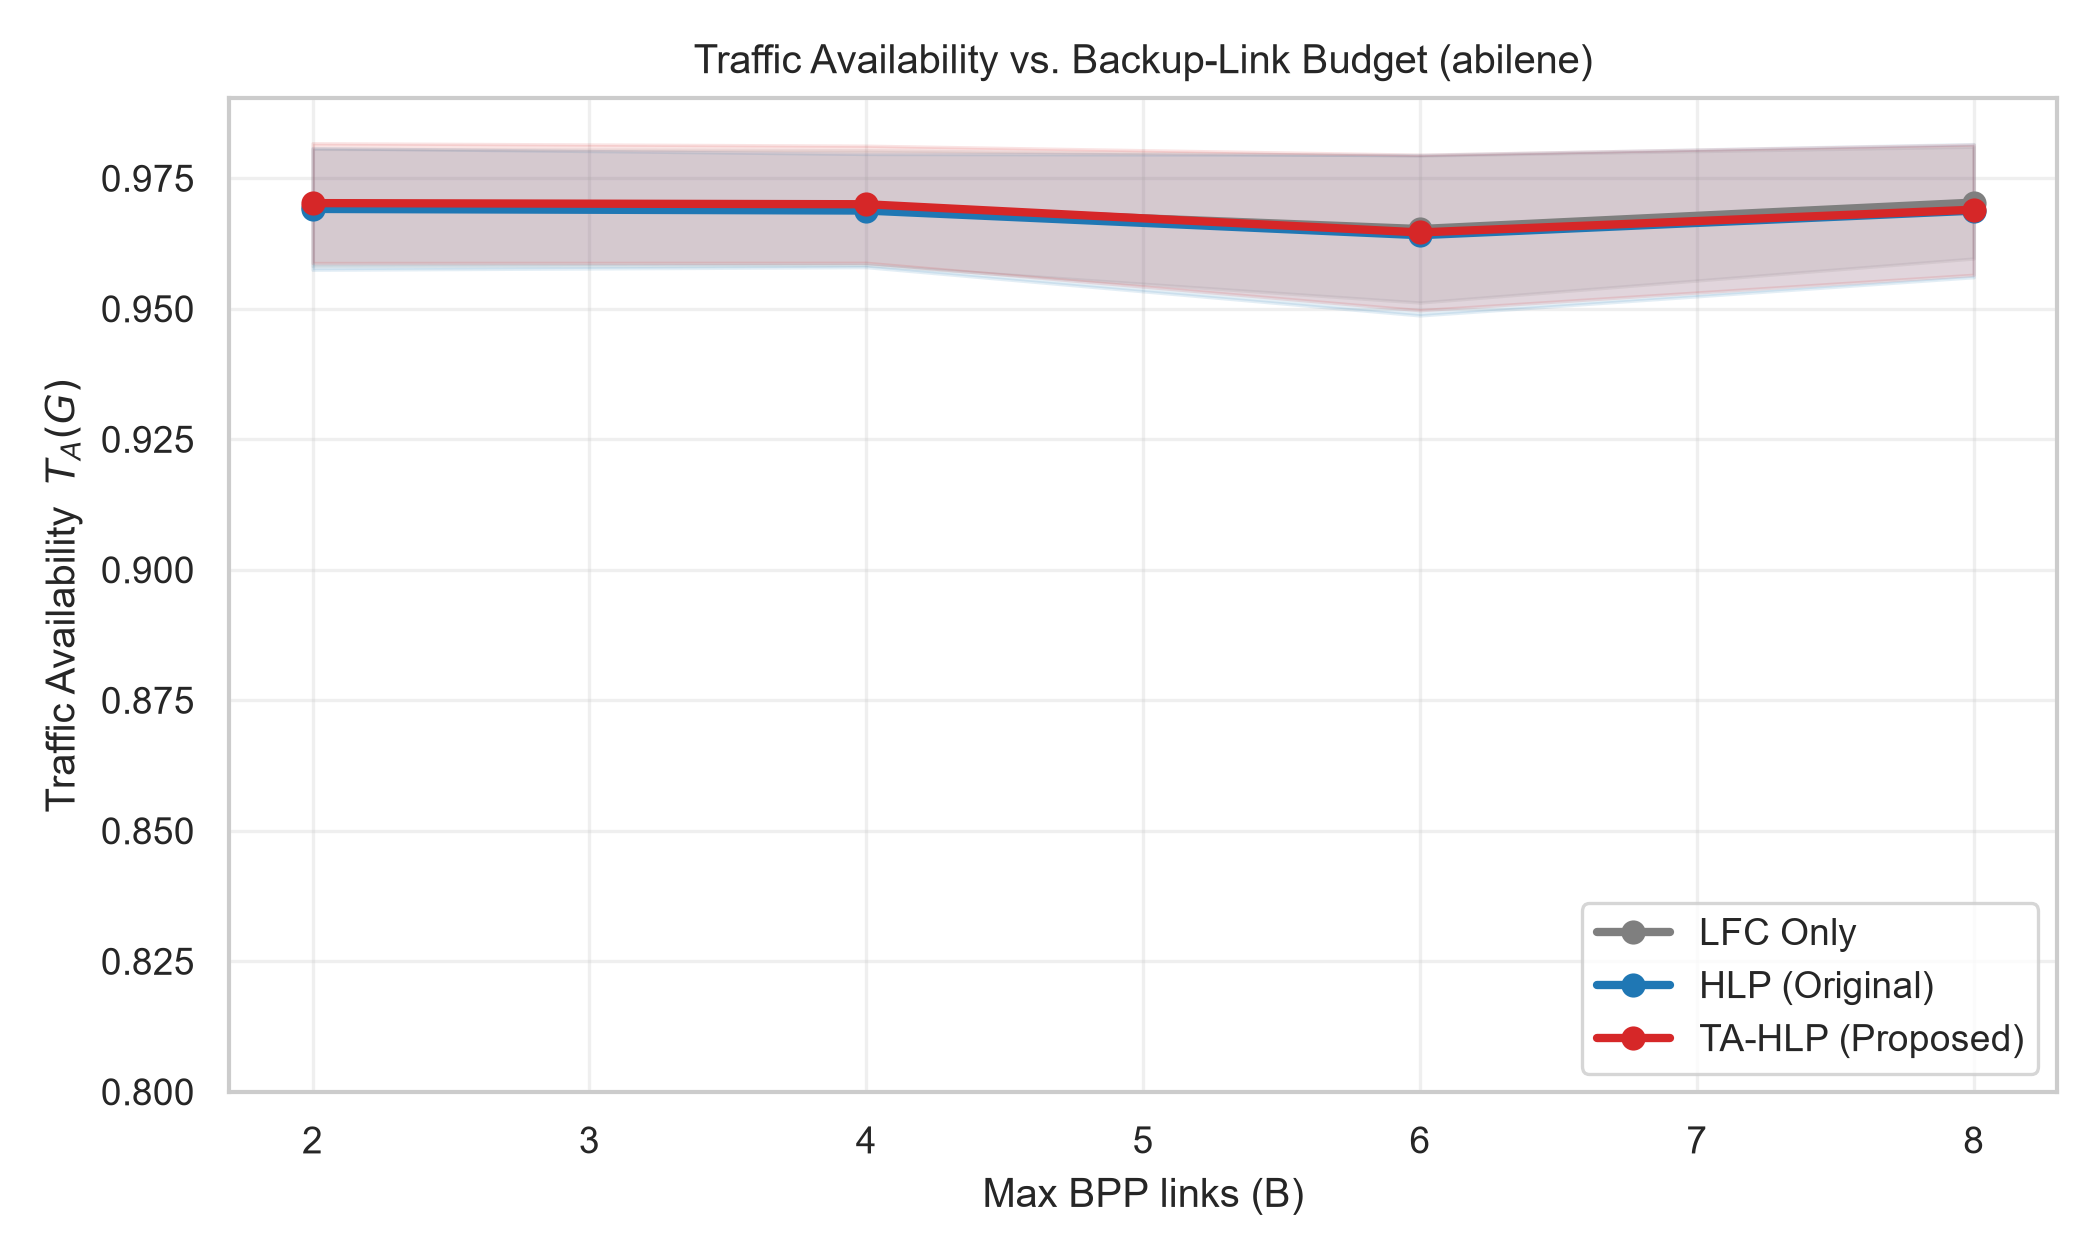 Traffic Availability vs. Backup-Link Budget (abilene)
Traffic Availability T_A(G)
0.975
0.950
0.925
0.900
0.875
0.850
0.825
0.800
2 3 4 5 6 7 8
Max BPP links (B)
LFC Only
HLP (Original)
TA-HLP (Proposed)